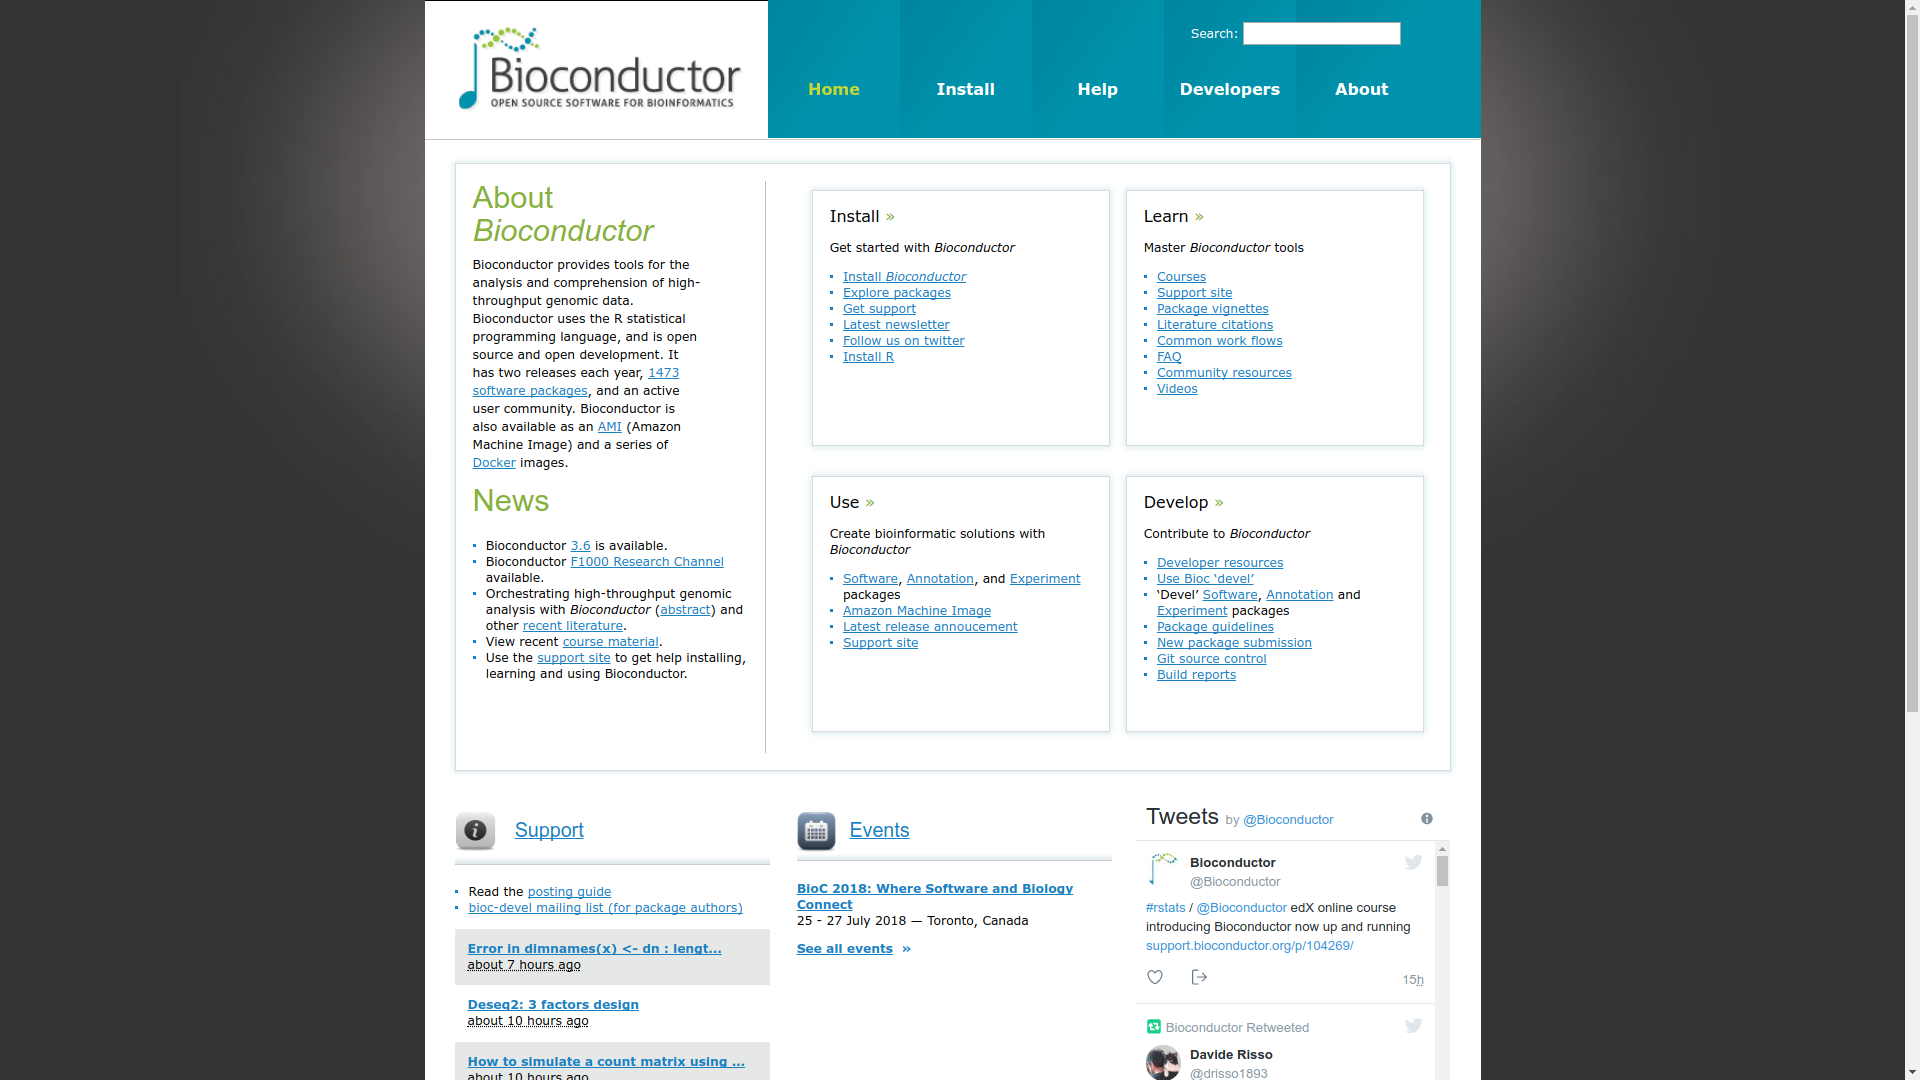 Bioconductor
OPEN SOURCE SOFTWARE FOR BIOINFORMATICS
Search:
Home
Install
Help
Developers
About
About
Bioconductor
Bioconductor provides tools for the
analysis and comprehension of high-
throughput genomic data.
Bioconductor uses the R statistical
programming language, and is open
source and open development. It
has two releases each year, 1473
software packages, and an active
user community. Bioconductor is
also available as an AMI (Amazon
Machine Image) and a series of
Docker images.
News
Bioconductor 3.6 is available.
Bioconductor F1000 Research Channel
available.
Orchestrating high-throughput genomic
analysis with Bioconductor (abstract) and
other recent literature.
View recent course material.
Use the support site to get help installing,
learning and using Bioconductor.
Install »
Get started with Bioconductor
Install Bioconductor
Explore packages
Get support
Latest newsletter
Follow us on twitter
Install R
Learn »
Master Bioconductor tools
Courses
Support site
Package vignettes
Literature citations
Common work flows
FAQ
Community resources
Videos
Use »
Create bioinformatic solutions with
Bioconductor
Software, Annotation, and Experiment
packages
Amazon Machine Image
Latest release annoucement
Support site
Develop »
Contribute to Bioconductor
Developer resources
Use Bioc ‘devel’
‘Devel’ Software, Annotation and
Experiment packages
Package guidelines
New package submission
Git source control
Build reports
Support
Read the posting guide
bioc-devel mailing list (for package authors)
Error in dimnames(x) <- dn : lengt...
about 7 hours ago
Deseq2: 3 factors design
about 10 hours ago
How to simulate a count matrix using ...
about 10 hours ago
Events
BioC 2018: Where Software and Biology
Connect
25 - 27 July 2018 — Toronto, Canada
See all events »
Tweets by @Bioconductor
Bioconductor
@Bioconductor
#rstats / @Bioconductor edX online course
introducing Bioconductor now up and running
support.bioconductor.org/p/104269/
15h
Bioconductor Retweeted
Davide Risso
@drisso1893